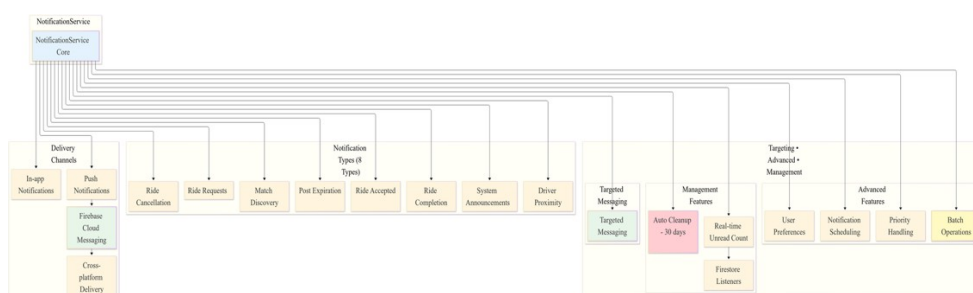 NotificationService
NotificationService
Core
Delivery
Channels
In-app
Notifications
Push
Notifications
Firebase
Cloud
Messaging
Cross-
platform
Delivery
Notification
Types (8
Types)
Ride
Cancellation
Ride Requests
Match
Discovery
Post Expiration
Ride Accepted
Ride
Completion
System
Announcements
Driver
Proximity
Targeting •
Advanced •
Management
Targeted
Messaging
Targeted
Messaging
Management
Features
Auto Cleanup
- 30 days
Real-time
Unread Count
Firestore
Listeners
Advanced
Features
User
Preferences
Notification
Scheduling
Priority
Handling
Batch
Operations